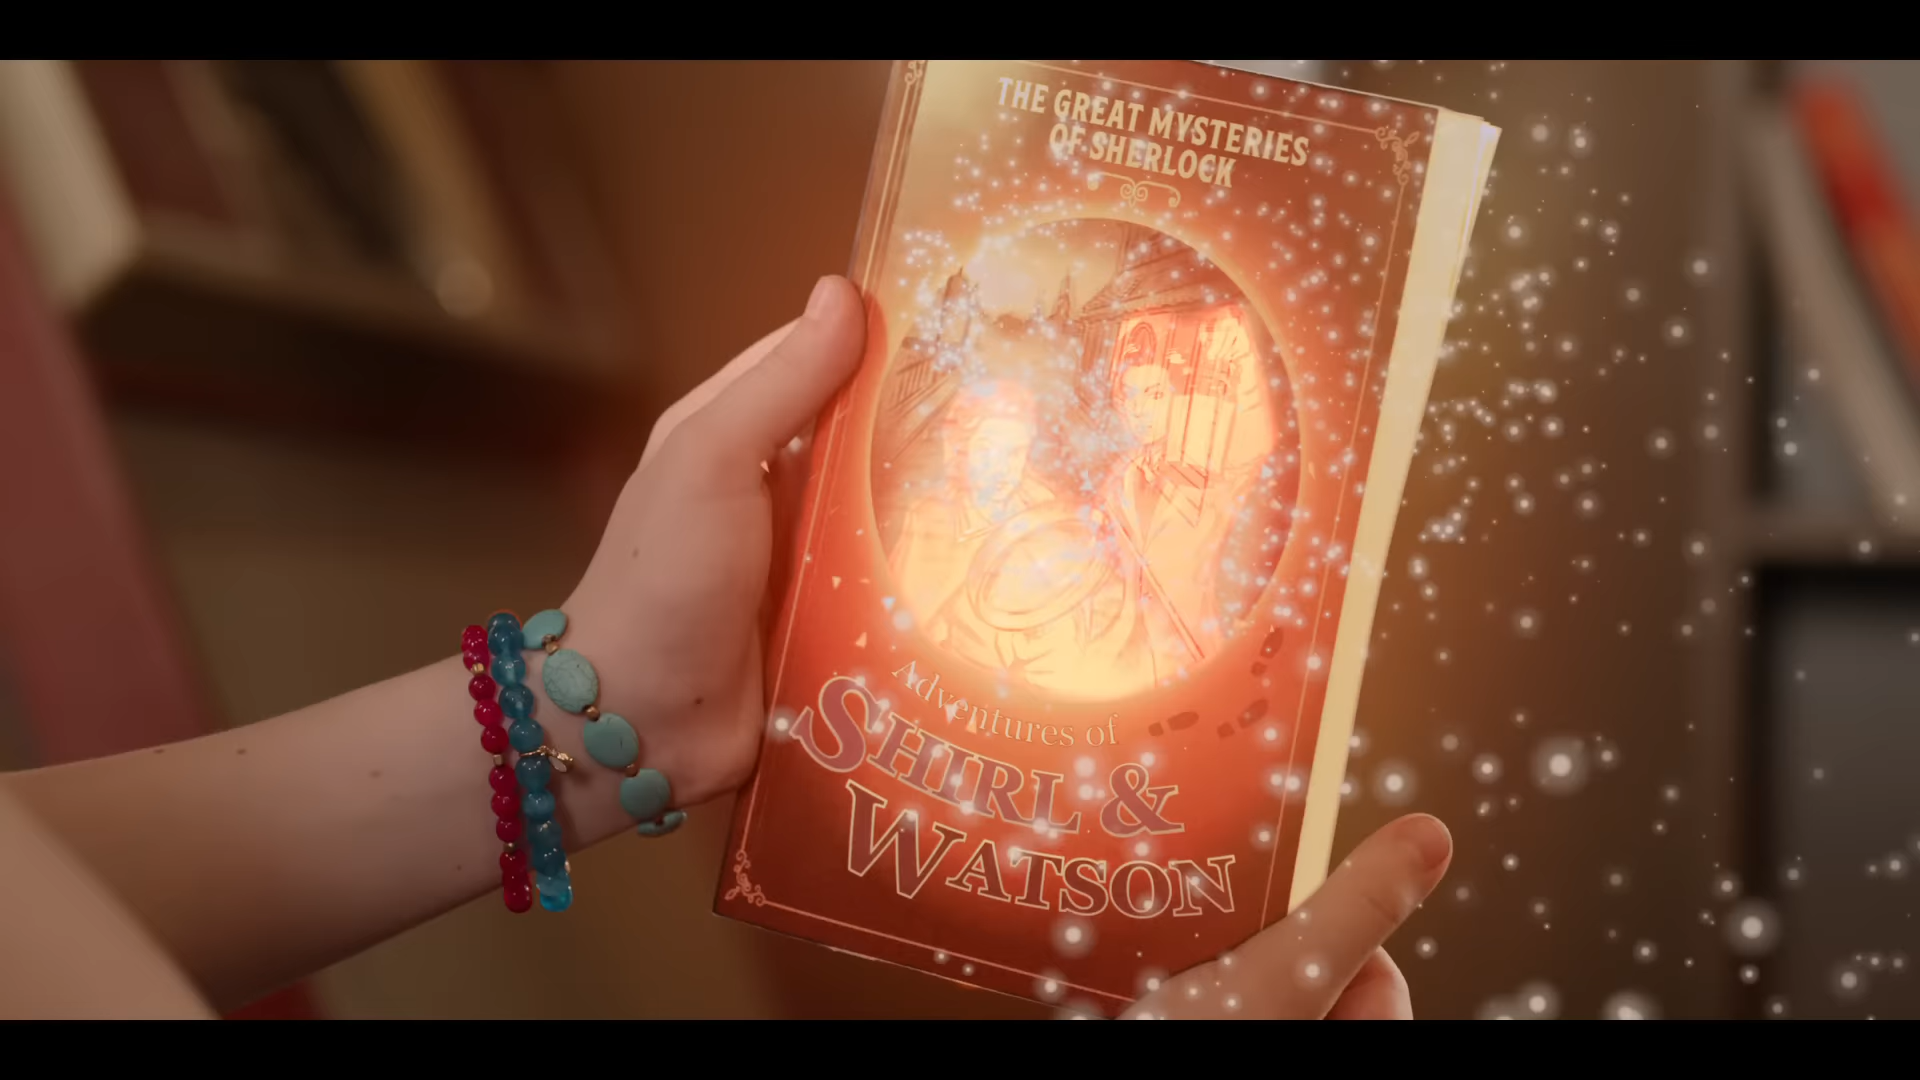 THE GREAT MYSTERIES
OF SHERLOCK
Adventures of
SHIRL &
WATSON